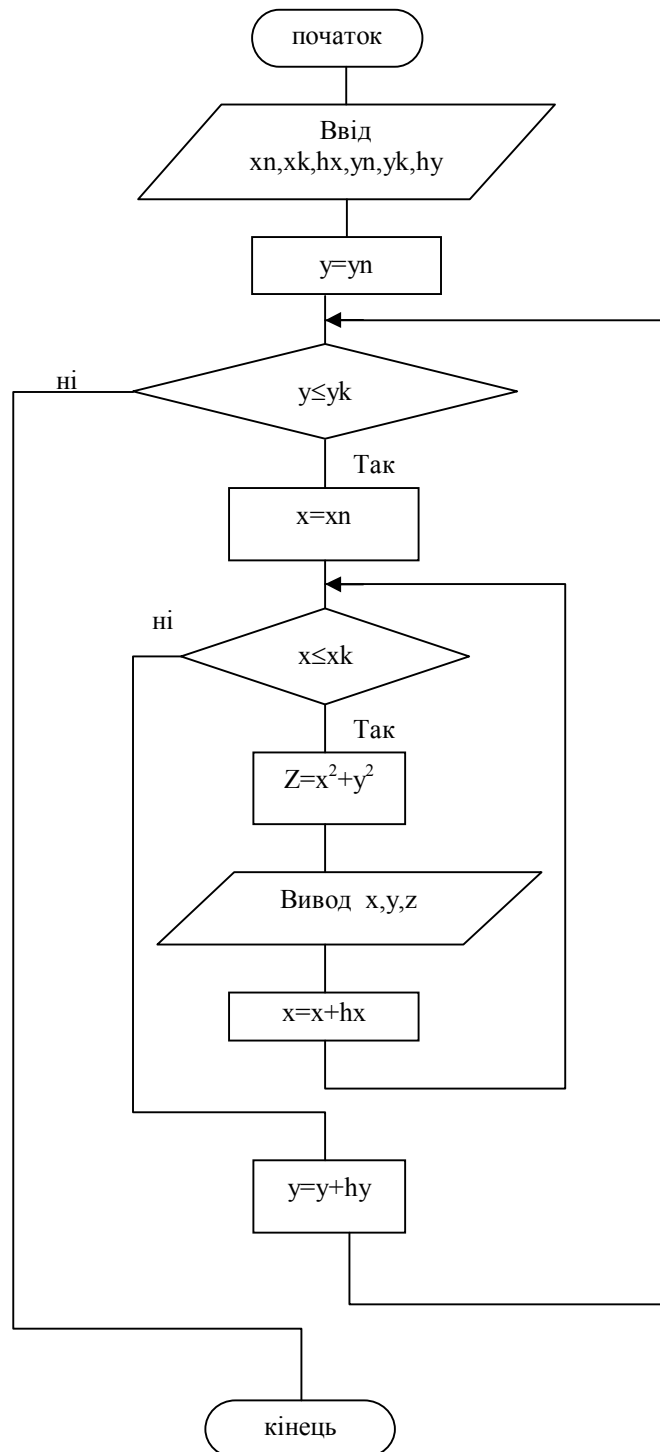 початок
Ввід
xn,xk,hx,yn,yk,hy
y=yn
ні
y≤yk
Так
x=xn
ні
x≤xk
Так
Z=x²+y²
Вивод x,y,z
x=x+hx
y=y+hy
кінець